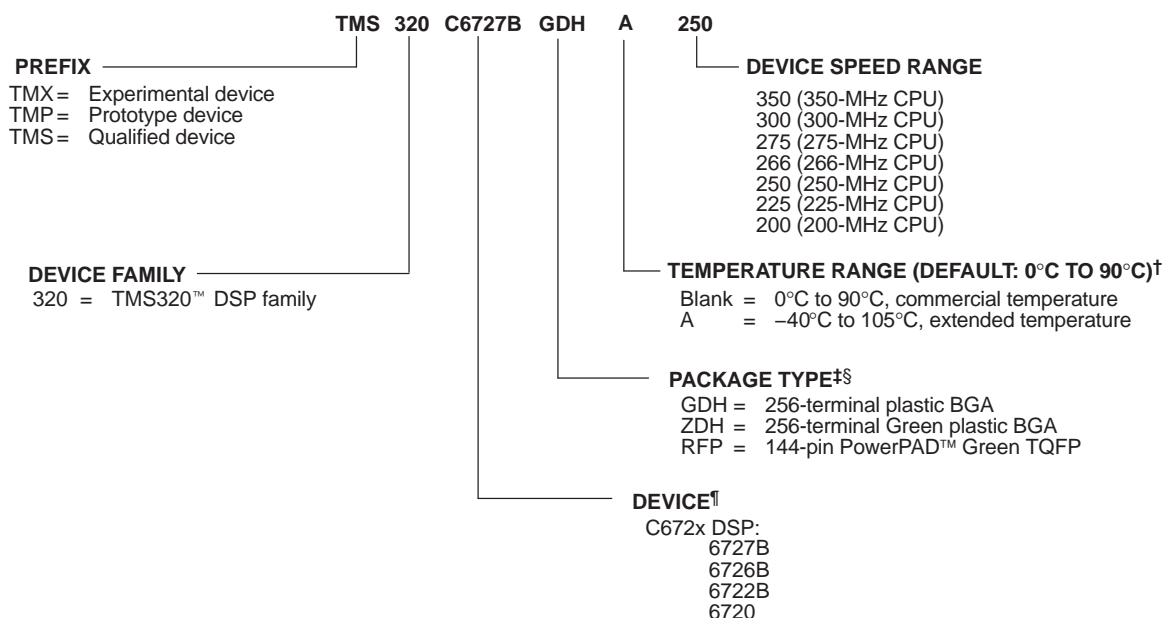 TMS 320 C6727B GDH A 250
PREFIX
TMX = Experimental device
TMP = Prototype device
TMS = Qualified device
DEVICE SPEED RANGE
350 (350-MHz CPU)
300 (300-MHz CPU)
275 (275-MHz CPU)
266 (266-MHz CPU)
250 (250-MHz CPU)
225 (225-MHz CPU)
200 (200-MHz CPU)
DEVICE FAMILY
320 = TMS320™ DSP family
TEMPERATURE RANGE (DEFAULT: 0°C TO 90°C)†
Blank = 0°C to 90°C, commercial temperature
A = −40°C to 105°C, extended temperature
PACKAGE TYPE‡§
GDH = 256-terminal plastic BGA
ZDH = 256-terminal Green plastic BGA
RFP = 144-pin PowerPAD™ Green TQFP
DEVICE¶
C672x DSP:
6727B
6726B
6722B
6720